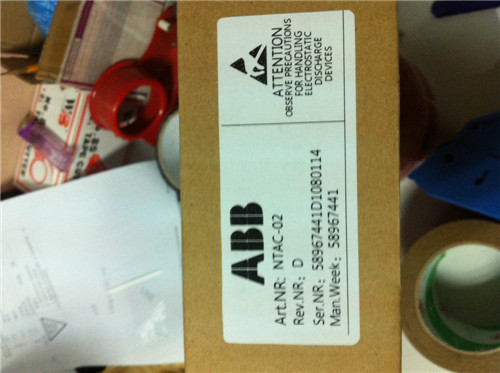 ABB
Art.NR: NTAC-02
Rev.NR: D
Ser.NR: 58967441D1080114
Man.Week: 58967441
ATTENTION
OBSERVE PRECAUTIONS
FOR HANDLING
ELECTROSTATIC
DISCHARGE
DEVICES